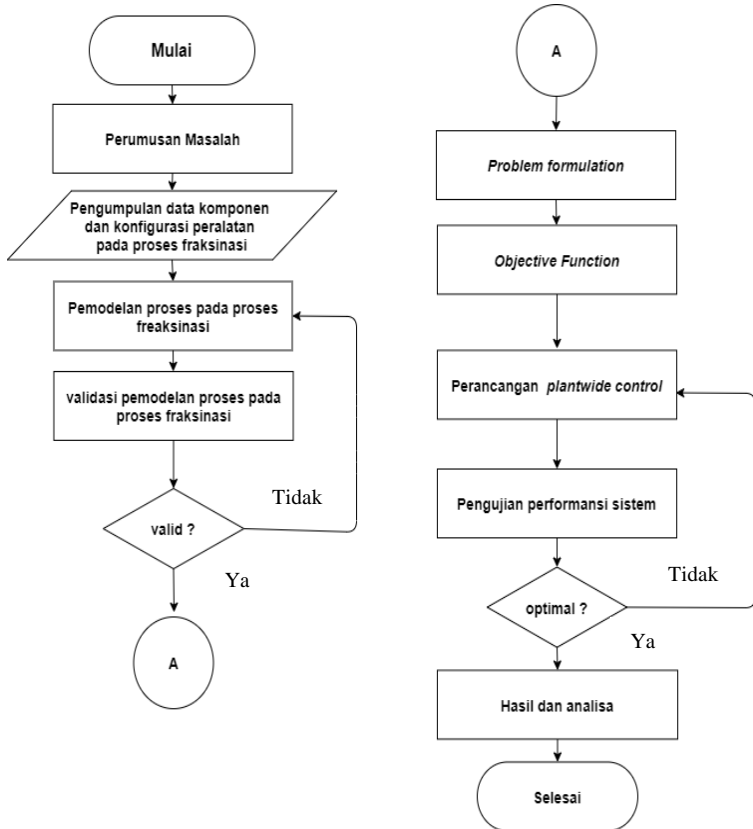 Mulai
Perumusan Masalah
Pengumpulan data komponen
dan konfigurasi peralatan
pada proses fraksinasi
Pemodelan proses pada proses
freaksinasi
validasi pemodelan proses pada
proses fraksinasi
valid ?
Tidak
Ya
A
A
Problem formulation
Objective Function
Perancangan plantwide control
Pengujian performansi sistem
optimal ?
Tidak
Ya
Hasil dan analisa
Selesai